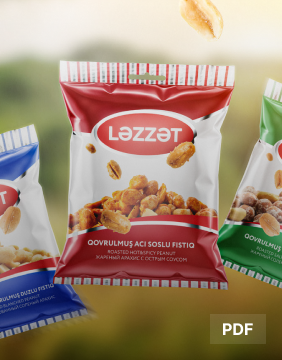 LƏZZƏT
QOVRULMUŞ ACI SOSLU FISTIQ
ROASTED HOT&SPICY PEANUT
ЖАРЕНЫЙ АРАХИС С ОСТРЫМ СОУСОМ
PDF